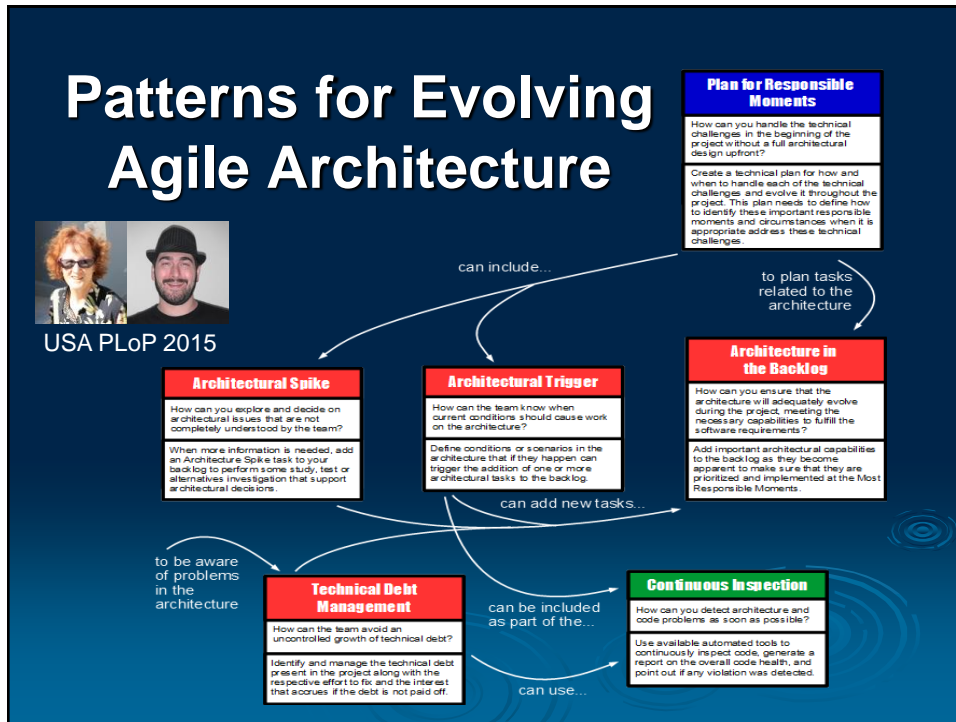 Patterns for Evolving
Agile Architecture
USA PLoP 2015
Plan for Responsible
Moments
How can you handle the technical
challenges in the beginning of the
project without a full architectural
design upfront?
Create a technical plan for how and
when to handle each of the technical
challenges and evolve it throughout the
project. This plan needs to define how
to identify these important responsible
moments and circumstances when it is
appropriate address these technical
challenges.
can include...
to plan tasks
related to the
architecture
Architectural Spike
How can you explore and decide on
architectural issues that are not
completely understood by the team?
When more information is needed, add
an Architecture Spike task to your
backlog to perform some study, test or
alternatives investigation that support
architectural decisions.
Architectural Trigger
How can the team know when
current conditions should cause work
on the architecture?
Define conditions or scenarios in the
architecture that if they happen can
trigger the addition of one or more
architectural tasks to the backlog.
Architecture in
the Backlog
How can you ensure that the
architecture will adequately evolve
during the project, meeting the
necessary capabilities to fulfill the
software requirements?
Add important architectural capabilities
to the backlog as they become
apparent to make sure that they are
prioritized and implemented at the Most
Responsible Moments.
can add new tasks...
to be aware
of problems
in the
architecture
Technical Debt
Management
How can the team avoid an
uncontrolled growth of technical debt?
Identify and manage the technical debt
present in the project along with the
respective effort to fix and the interest
that accrues if the debt is not paid off.
can be included
as part of the...
can use...
Continuous Inspection
How can you detect architecture and
code problems as soon as possible?
Use available automated tools to
continuously inspect code, generate a
report on the overall code health, and
point out if any violation was detected.